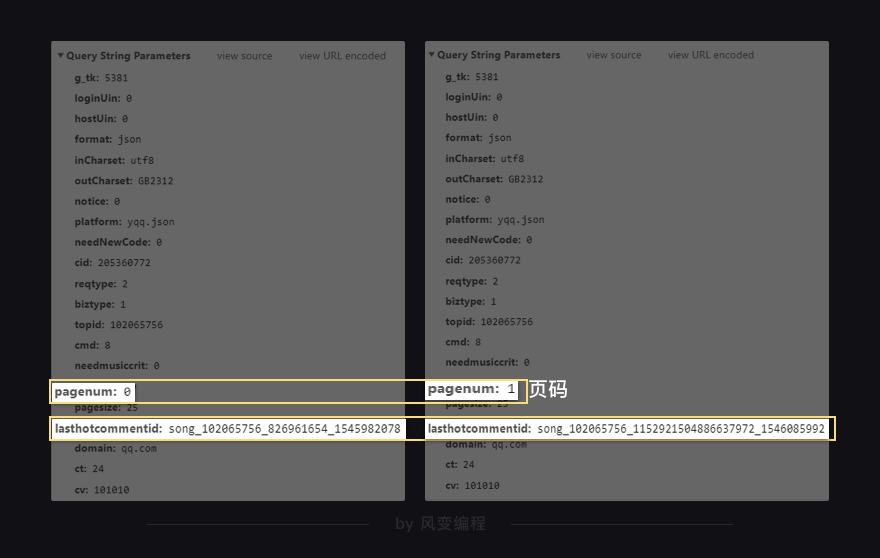 Query String Parameters view source view URL encoded
g_tk: 5381
loginUin: 0
hostUin: 0
format: json
inCharset: utf8
outCharset: GB2312
notice: 0
platform: yqq.json
needNewCode: 0
cid: 205360772
reqtype: 2
biztype: 1
topid: 102065756
cmd: 8
needmusiccrit: 0
pagenum: 0
pagesize: 25
lasthotcommentid: song_102065756_826961654_1545982078
domain: qq.com
ct: 24
cv: 101010
Query String Parameters view source view URL encoded
g_tk: 5381
loginUin: 0
hostUin: 0
format: json
inCharset: utf8
outCharset: GB2312
notice: 0
platform: yqq.json
needNewCode: 0
cid: 205360772
reqtype: 2
biztype: 1
topid: 102065756
cmd: 8
needmusiccrit: 0
pagenum: 1 页码
pagesize: 25
lasthotcommentid: song_102065756_1152921504886637972_1546085992
domain: qq.com
ct: 24
cv: 101010
by 风变编程